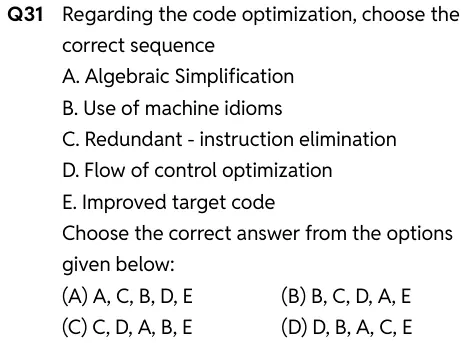 Q31 Regarding the code optimization, choose the
correct sequence
A. Algebraic Simplification
B. Use of machine idioms
C. Redundant - instruction elimination
D. Flow of control optimization
E. Improved target code
Choose the correct answer from the options
given below:
(A) A, C, B, D, E (B) B, C, D, A, E
(C) C, D, A, B, E (D) D, B, A, C, E